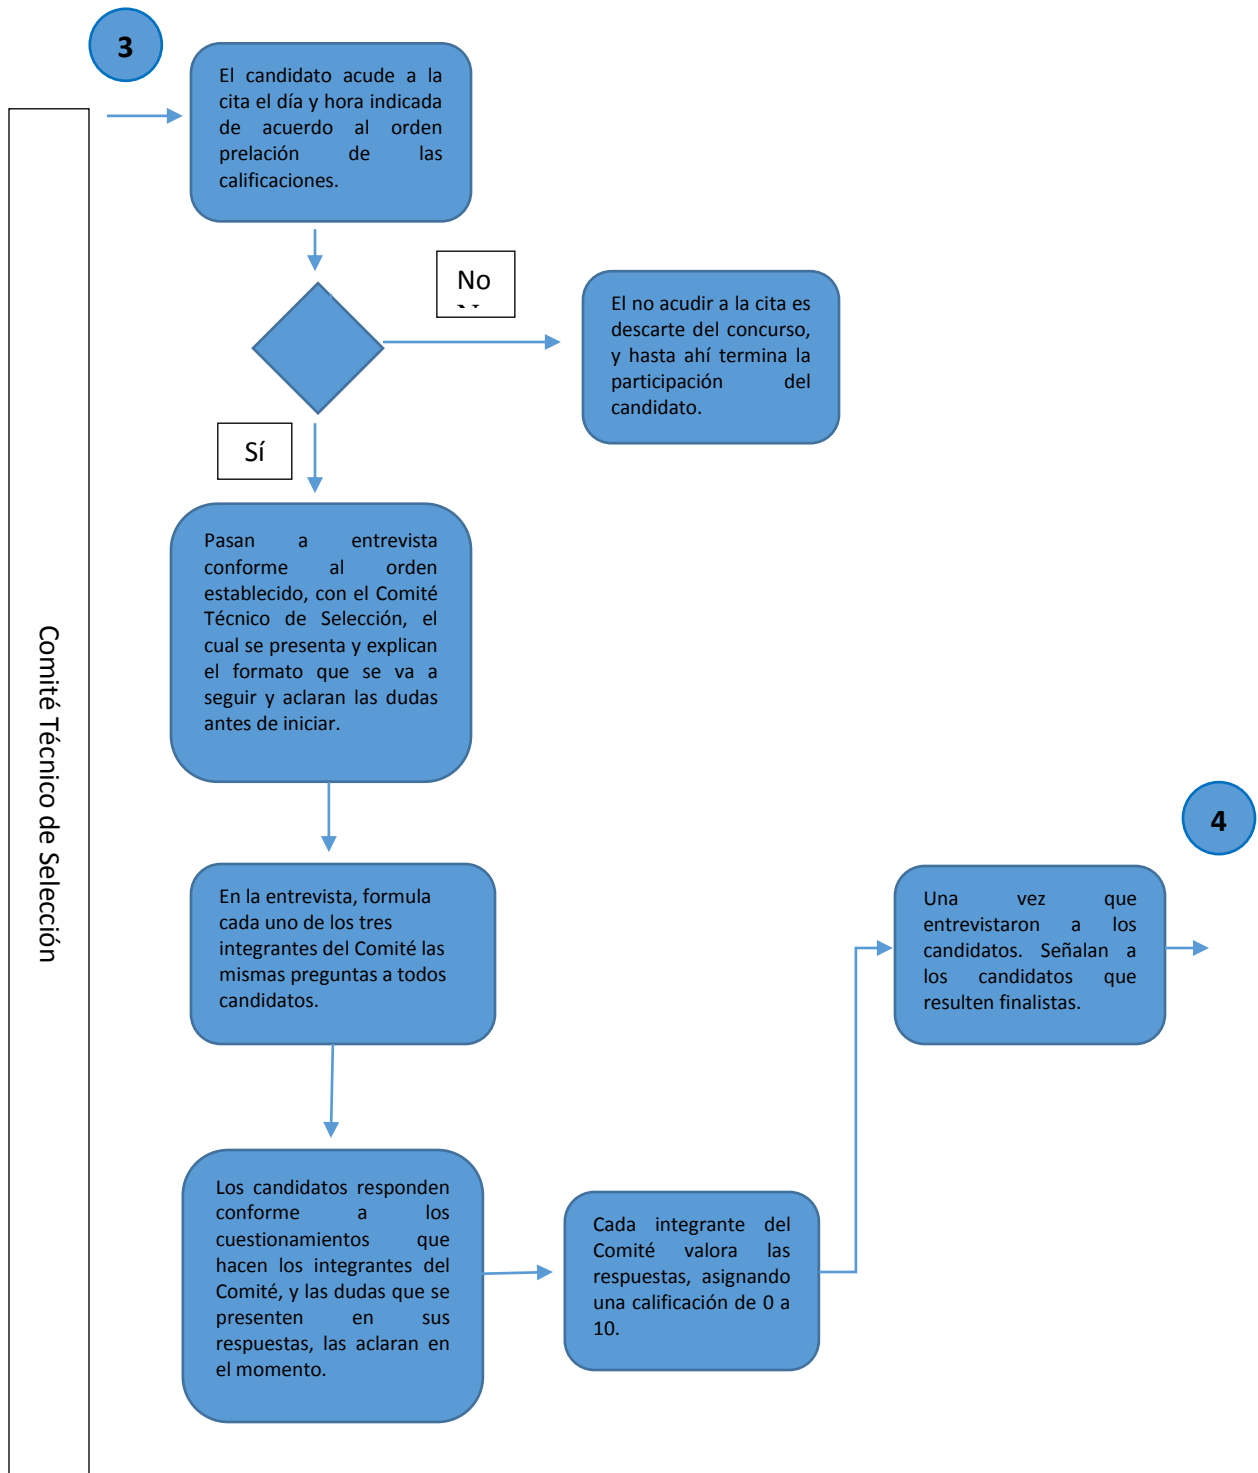 3
El candidato acude a la
cita el día y hora indicada
de acuerdo al orden
prelación de las
calificaciones.
No
El no acudir a la cita es
descarte del concurso,
y hasta ahí termina la
participación del
candidato.
Sí
Pasan a entrevista
conforme al orden
establecido, con el Comité
Técnico de Selección, el
cual se presenta y explican
el formato que se va a
seguir y aclaran las dudas
antes de iniciar.
Comité Técnico de Selección
En la entrevista, formula
cada uno de los tres
integrantes del Comité las
mismas preguntas a todos
candidatos.
4
Una vez que
entrevistaron a los
candidatos. Señalan a
los candidatos que
resulten finalistas.
Los candidatos responden
conforme a los
cuestionamientos que
hacen los integrantes del
Comité, y las dudas que se
presenten en sus
respuestas, las aclaran en
el momento.
Cada integrante del
Comité valora las
respuestas, asignando
una calificación de 0 a
10.